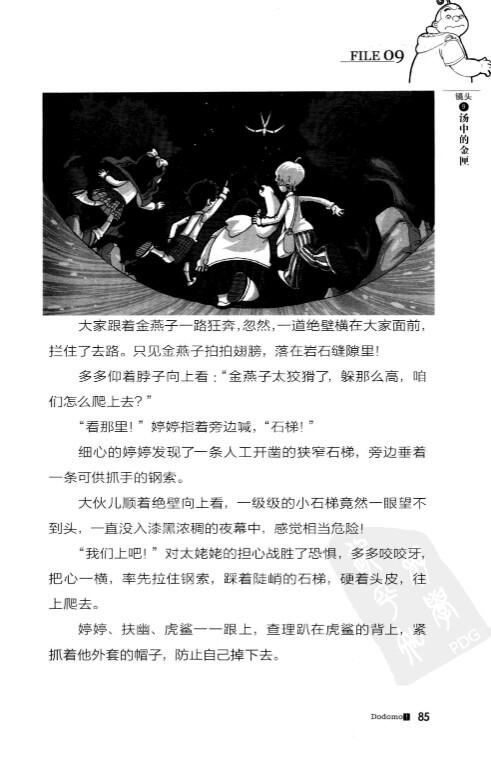 FILE 09
镜头
9
汤中的金匣
大家跟着金燕子一路狂奔，忽然，一道绝壁横在大家面前，
拦住了去路。只见金燕子拍拍翅膀，落在岩石缝隙里！
多多仰着脖子向上看：“金燕子太狡猾了，躲那么高，咱
们怎么爬上去？”
“看那里！”婷婷指着旁边喊，“石梯！”
细心的婷婷发现了一条人工开凿的狭窄石梯，旁边垂着
一条可供抓手的钢索。
大伙儿顺着绝壁向上看，一级级的小石梯竟然一眼望不
到头，一直没入漆黑浓稠的夜幕中，感觉相当危险！
“我们上吧！”对太姥姥的担心战胜了恐惧，多多咬咬牙，
把心一横，率先拉住钢索，踩着陡峭的石梯，硬着头皮，往
上爬去。
婷婷、扶幽、虎鲨一一跟上，查理趴在虎鲨的背上，紧
抓着他外套的帽子，防止自己掉下去。
PDG
Dodomo1 85